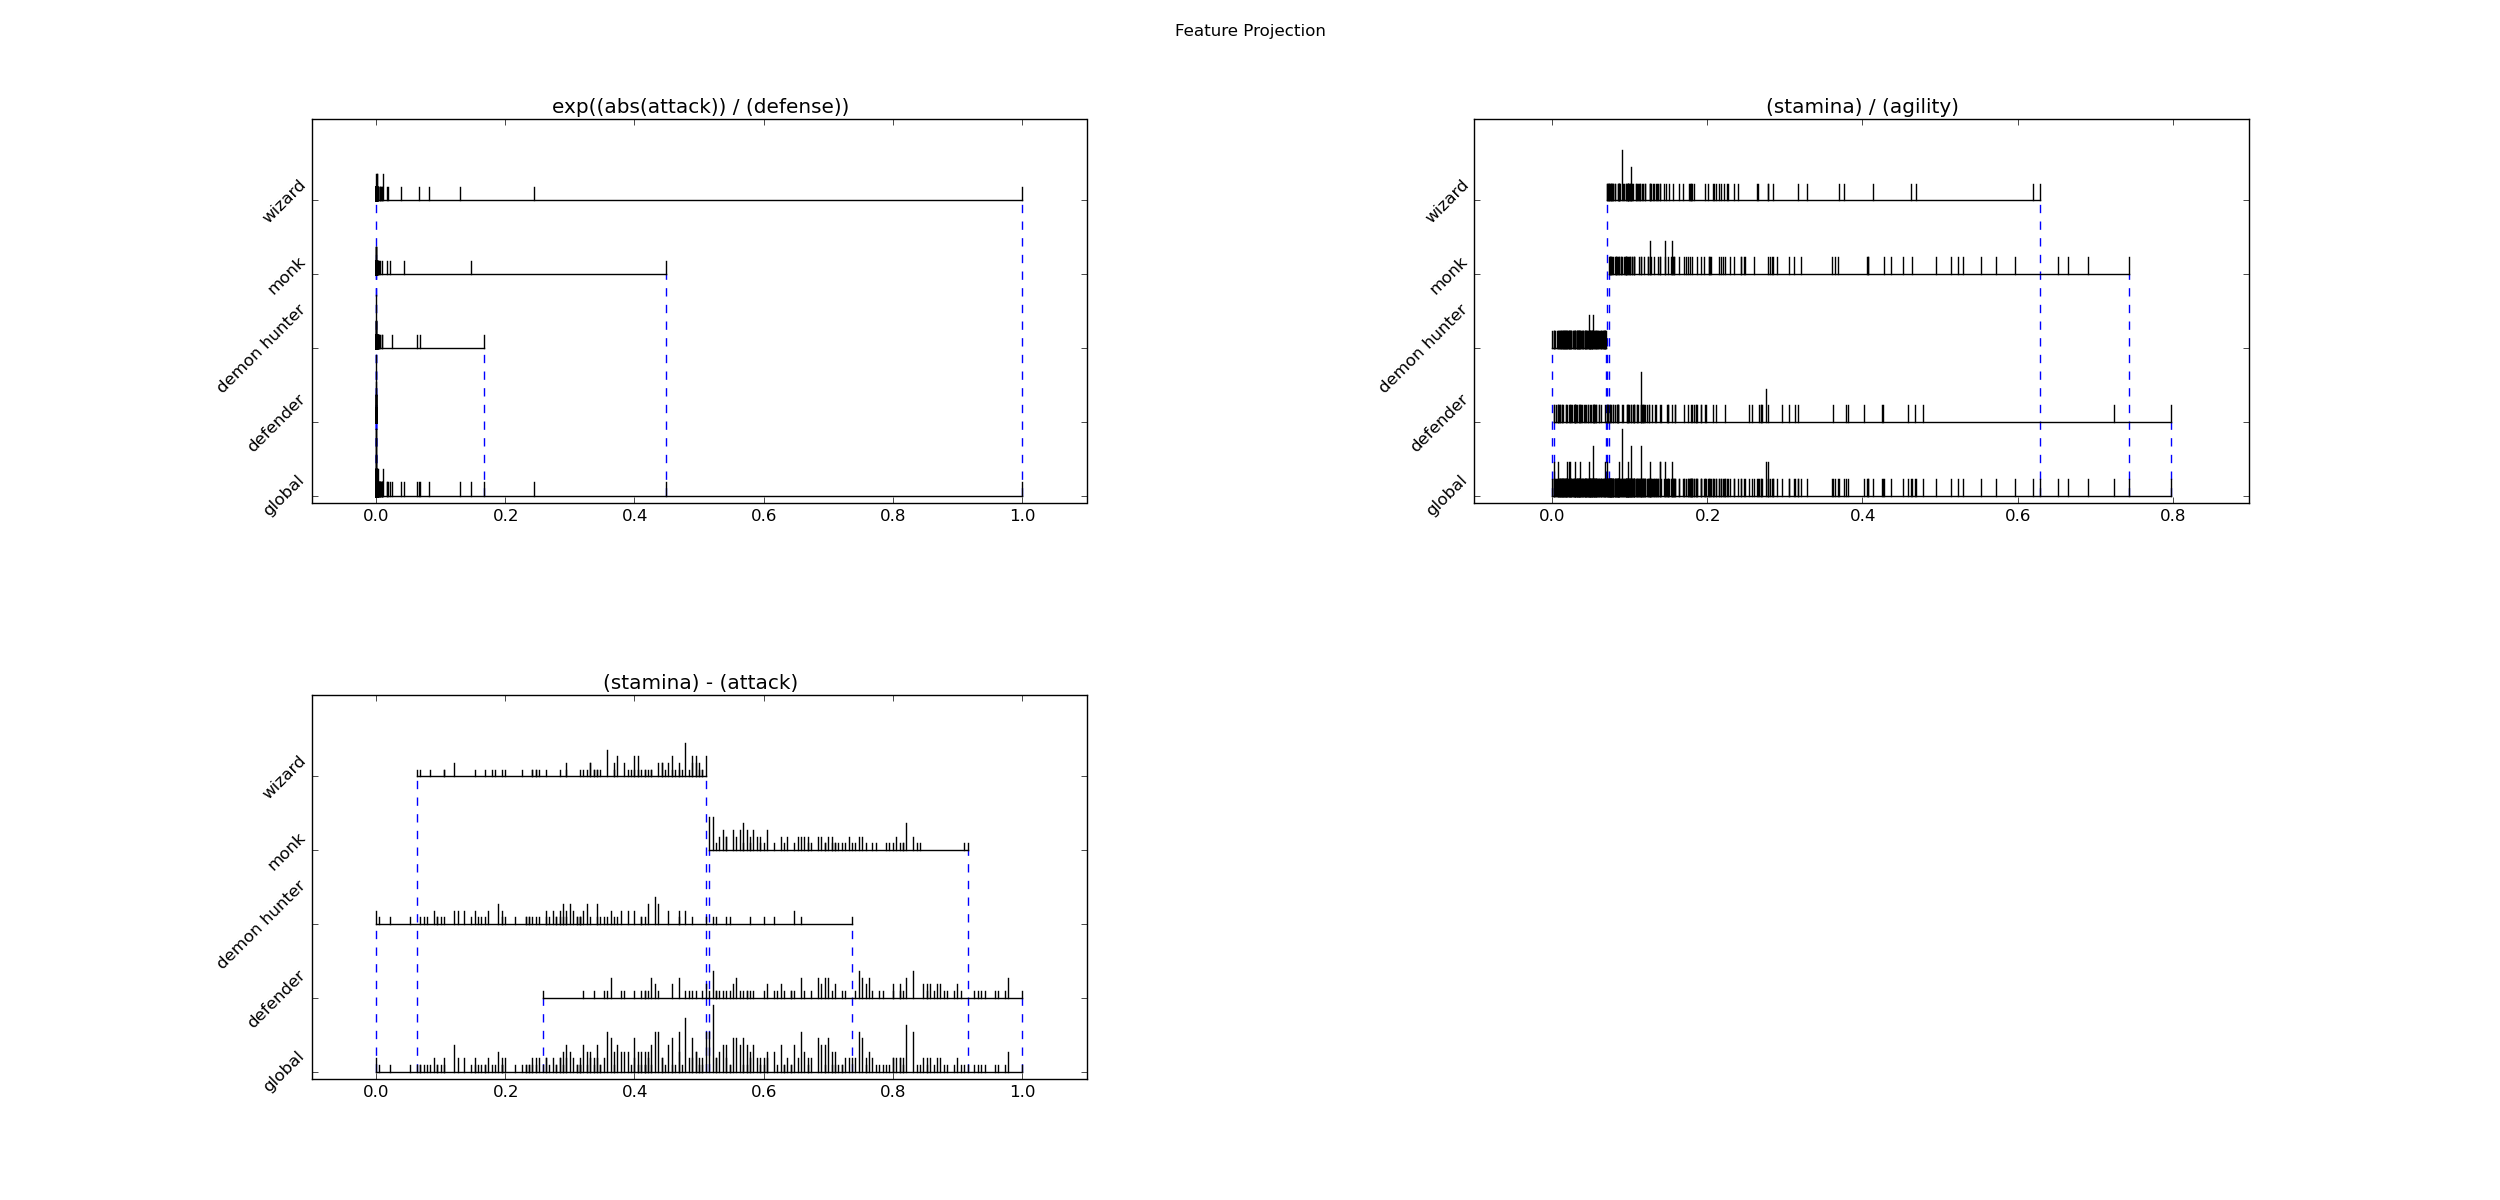 Feature Projection
exp((abs(attack)) / (defense))
wizard
monk
demon hunter
defender
global
0.0 0.2 0.4 0.6 0.8 1.0
(stamina) / (agility)
wizard
monk
demon hunter
defender
global
0.0 0.2 0.4 0.6 0.8
(stamina) - (attack)
wizard
monk
demon hunter
defender
global
0.0 0.2 0.4 0.6 0.8 1.0